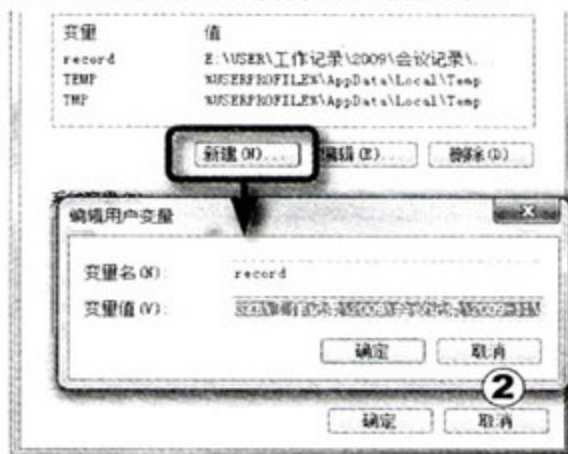 变量 值
record E:\USER\工作记录\2009\会议记录\...
TEMP %USERPROFILE%\AppData\Local\Temp
TMP %USERPROFILE%\AppData\Local\Temp
新建(N)... 编辑(E)... 删除(D)
编辑用户变量
变量名(N): record
变量值(V):
确定 取消
②
确定 取消